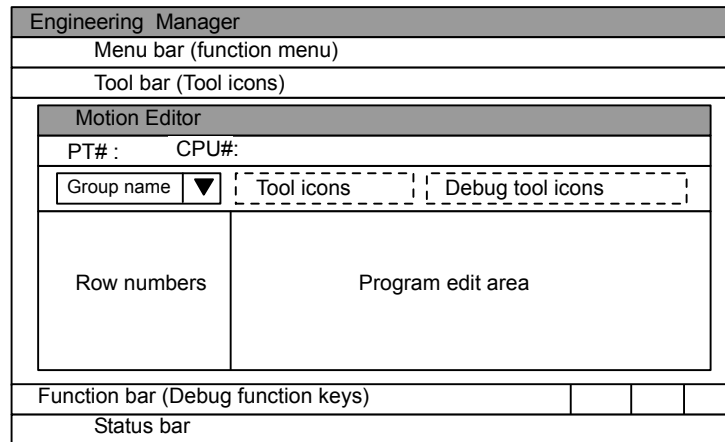 Engineering Manager
Menu bar (function menu)
Tool bar (Tool icons)
Motion Editor
PT# : CPU#:
Group name Tool icons Debug tool icons
Row numbers Program edit area
Function bar (Debug function keys)
Status bar